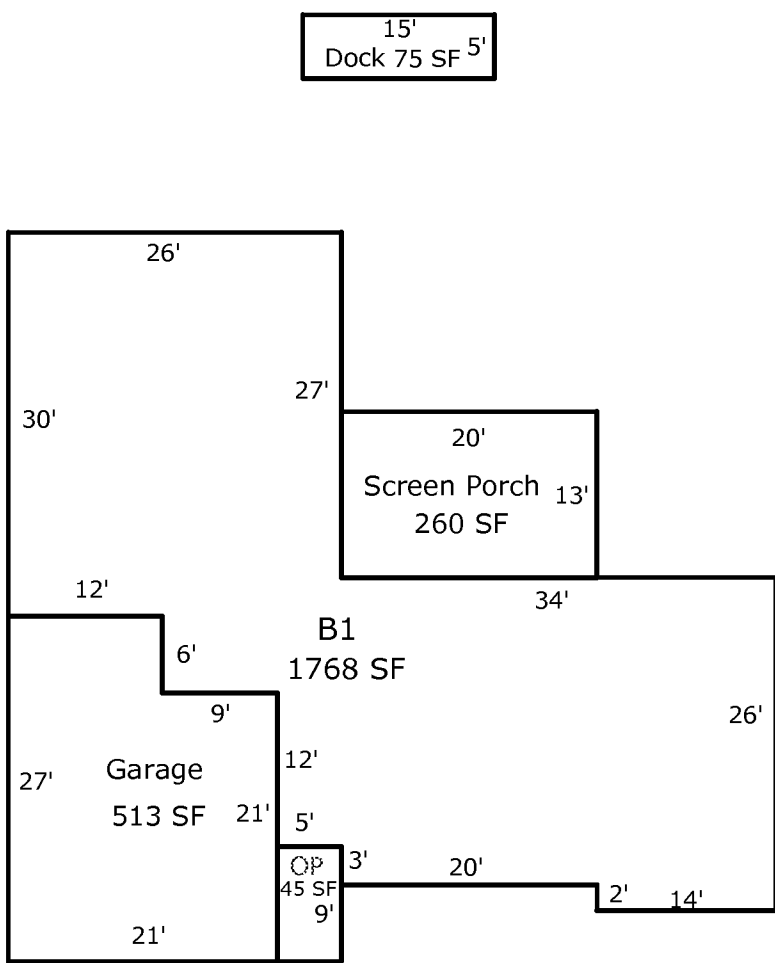 15'
Dock 75 SF
5'
26'
27'
30'
20'
Screen Porch
13'
260 SF
12'
34'
B1
6'
1768 SF
9'
26'
12'
Garage
27'
513 SF
21'
5'
OP
3'
20'
45 SF
2'
14'
9'
21'